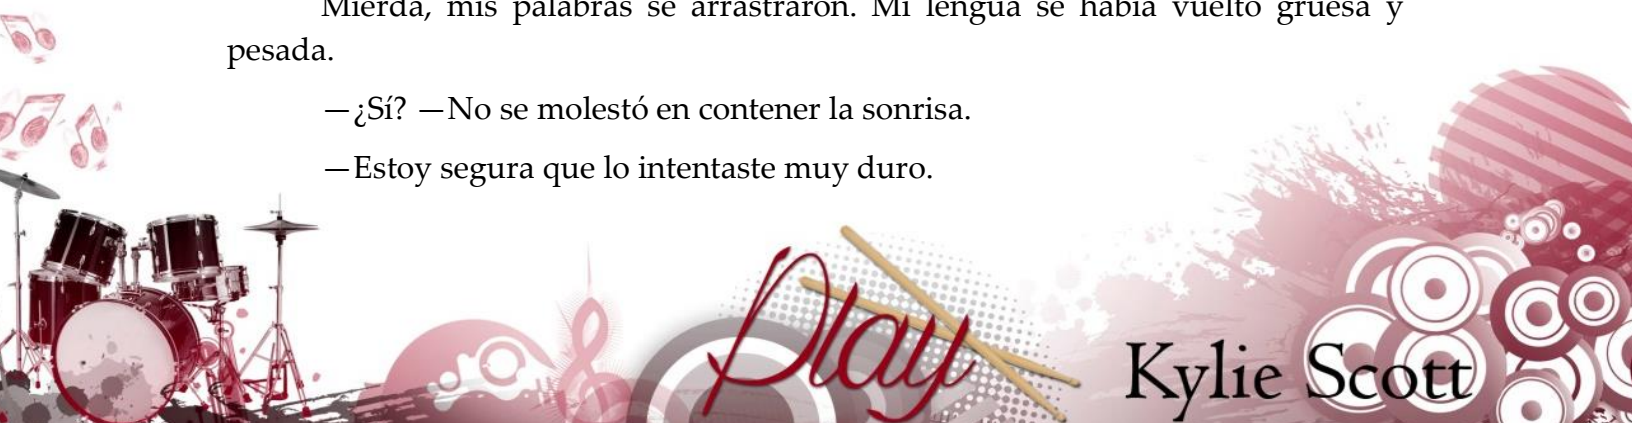 Mierda, mis palabras se arrastraron. Mi lengua se había vuelto gruesa y
pesada.
—¿Sí? —No se molestó en contener la sonrisa.
—Estoy segura que lo intentaste muy duro.
Play
Kylie Scott